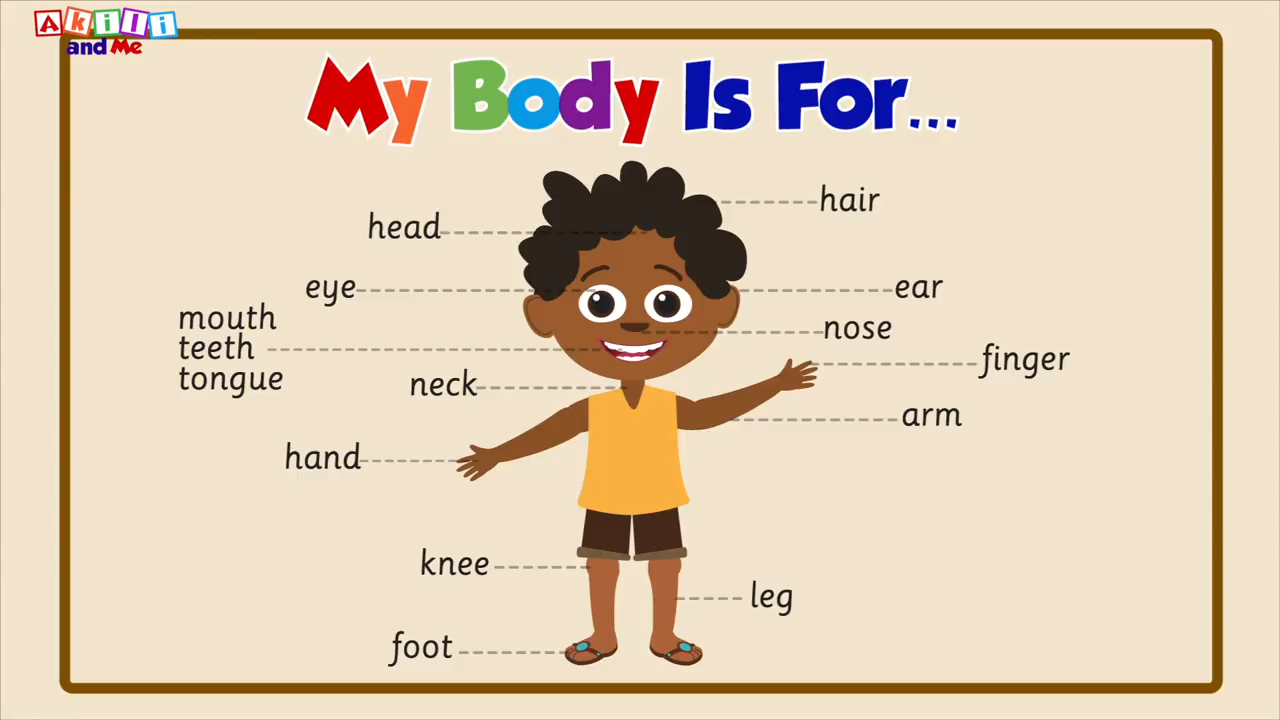 Akili
and Me
My Body Is For...
hair
head
eye
ear
mouth
teeth
tongue
nose
finger
neck
arm
hand
knee
leg
foot